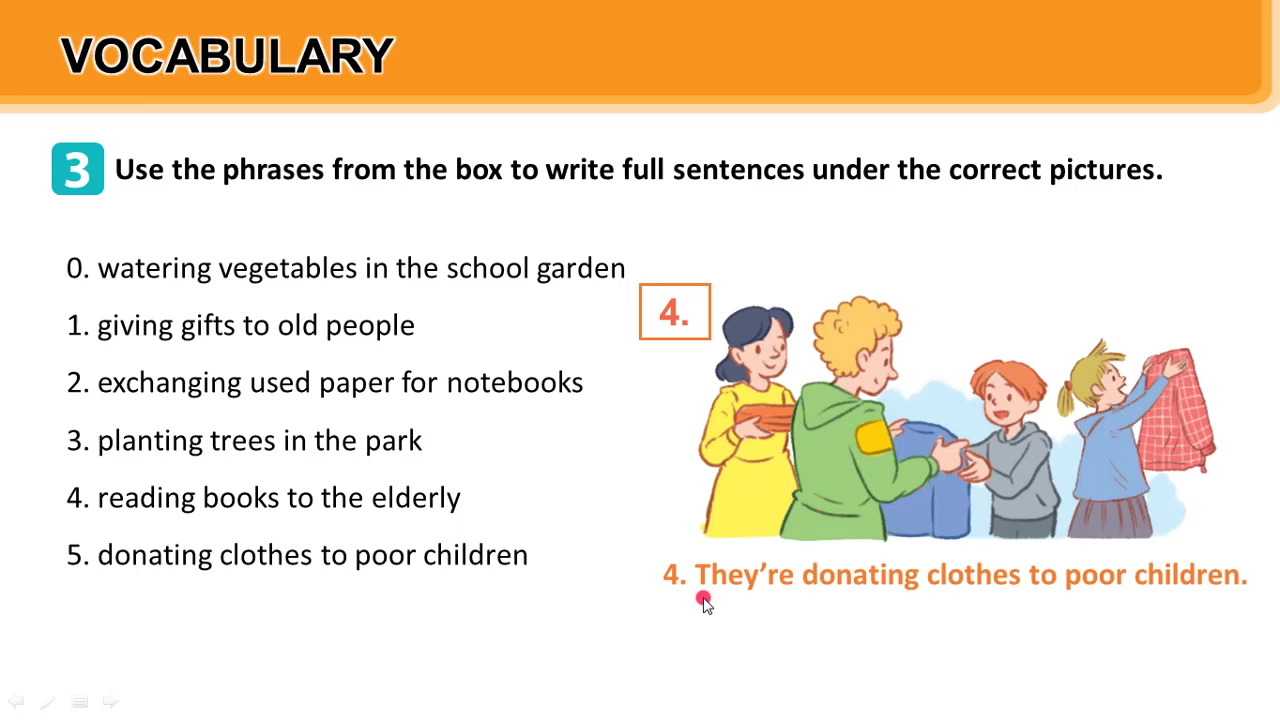 VOCABULARY
3 Use the phrases from the box to write full sentences under the correct pictures.
0. watering vegetables in the school garden
1. giving gifts to old people
2. exchanging used paper for notebooks
3. planting trees in the park
4. reading books to the elderly
5. donating clothes to poor children
4.
4. They’re donating clothes to poor children.